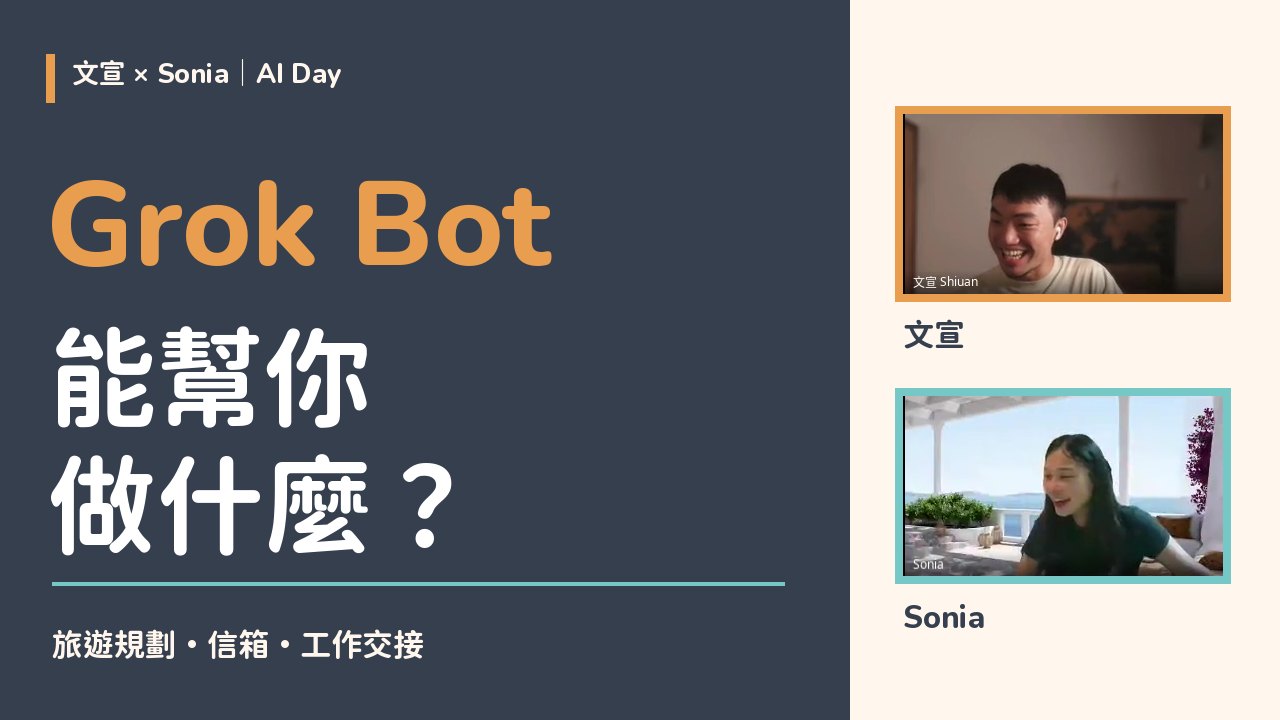 文宣 × Sonia｜AI Day
Grok Bot
能幫你
做什麼？
旅遊規劃・信箱・工作交接
文宣 Shiuan
文宣
Sonia
Sonia